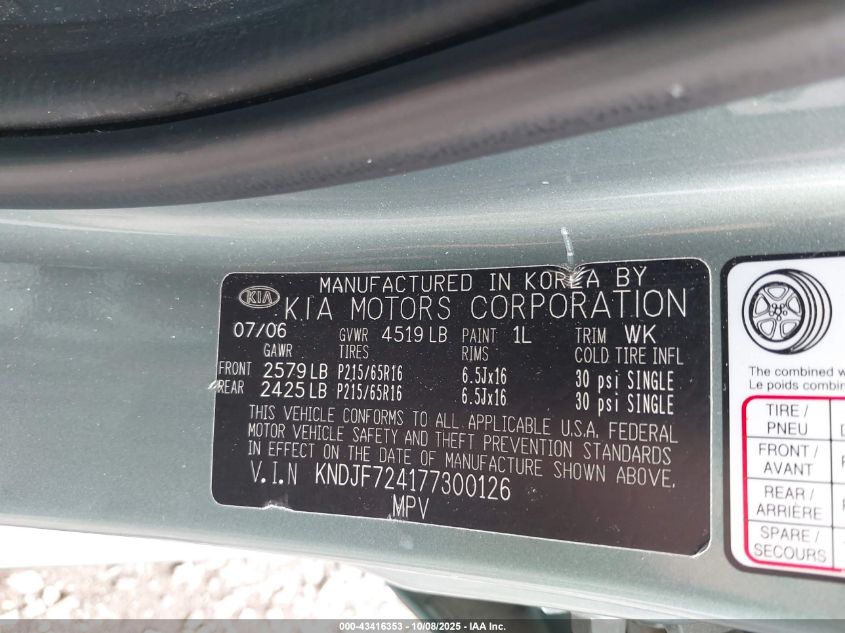 MANUFACTURED IN KOREA BY
KIA KIA MOTORS CORPORATION
07/06 GVWR 4519 LB PAINT 1L TRIM WK
GAWR TIRES RIMS COLD TIRE INFL
FRONT 2579 LB P215/65R16 6.5Jx16 30 psi SINGLE
REAR 2425 LB P215/65R16 6.5Jx16 30 psi SINGLE
THIS VEHICLE CONFORMS TO ALL APPLICABLE U.S.A. FEDERAL
MOTOR VEHICLE SAFETY AND THEFT PREVENTION STANDARDS
IN EFFECT ON THE DATE OF MANUFACTURE SHOWN ABOVE.
V.I.N KNDJF724177300126
MPV
The combined
Le poids combin
TIRE /
PNEU
FRONT /
AVANT
REAR /
ARRIÈRE
SPARE /
SECOURS
000-43416353 - 10/08/2025 - IAA Inc.